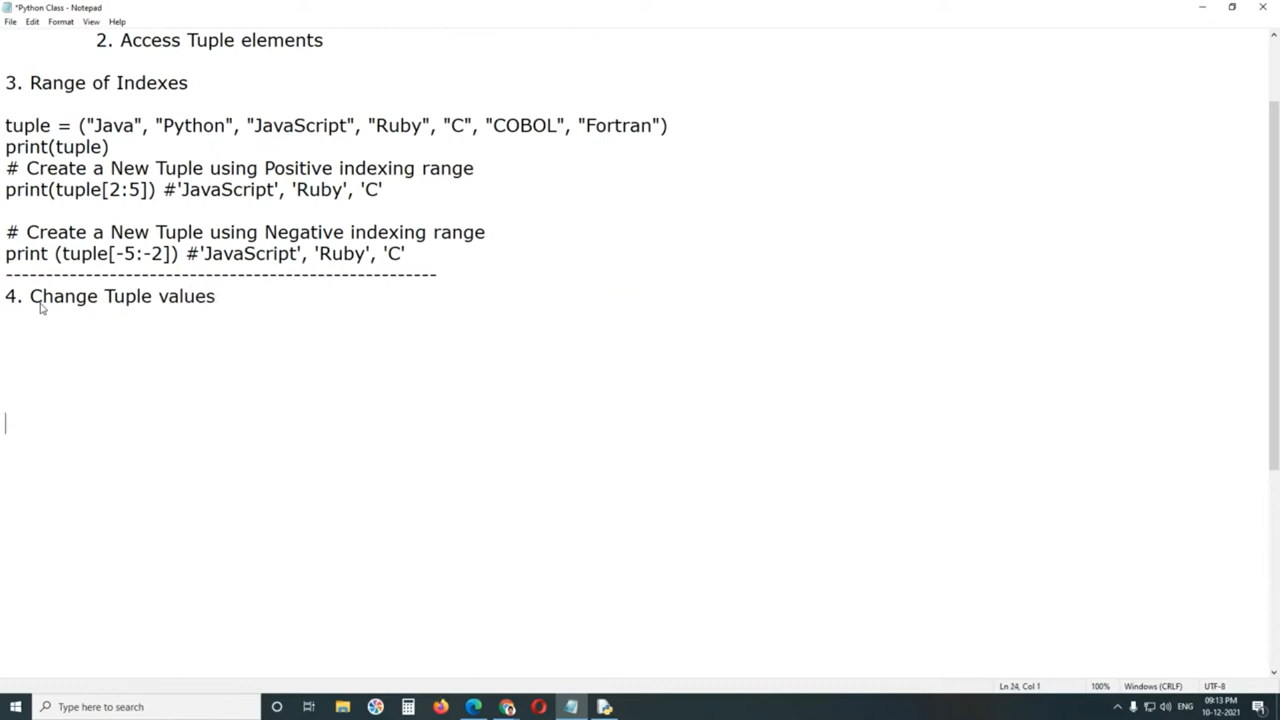 *Python Class - Notepad
File Edit Format View Help
2. Access Tuple elements
3. Range of Indexes
tuple = ("Java", "Python", "JavaScript", "Ruby", "C", "COBOL", "Fortran")
print(tuple)
# Create a New Tuple using Positive indexing range
print(tuple[2:5]) #'JavaScript', 'Ruby', 'C'
# Create a New Tuple using Negative indexing range
print (tuple[-5:-2]) #'JavaScript', 'Ruby', 'C'
------------------------------------------------------
4. Change Tuple values
Ln 24, Col 1 100% Windows (CRLF) UTF-8
Type here to search
ENG
09:13 PM
10-12-2021